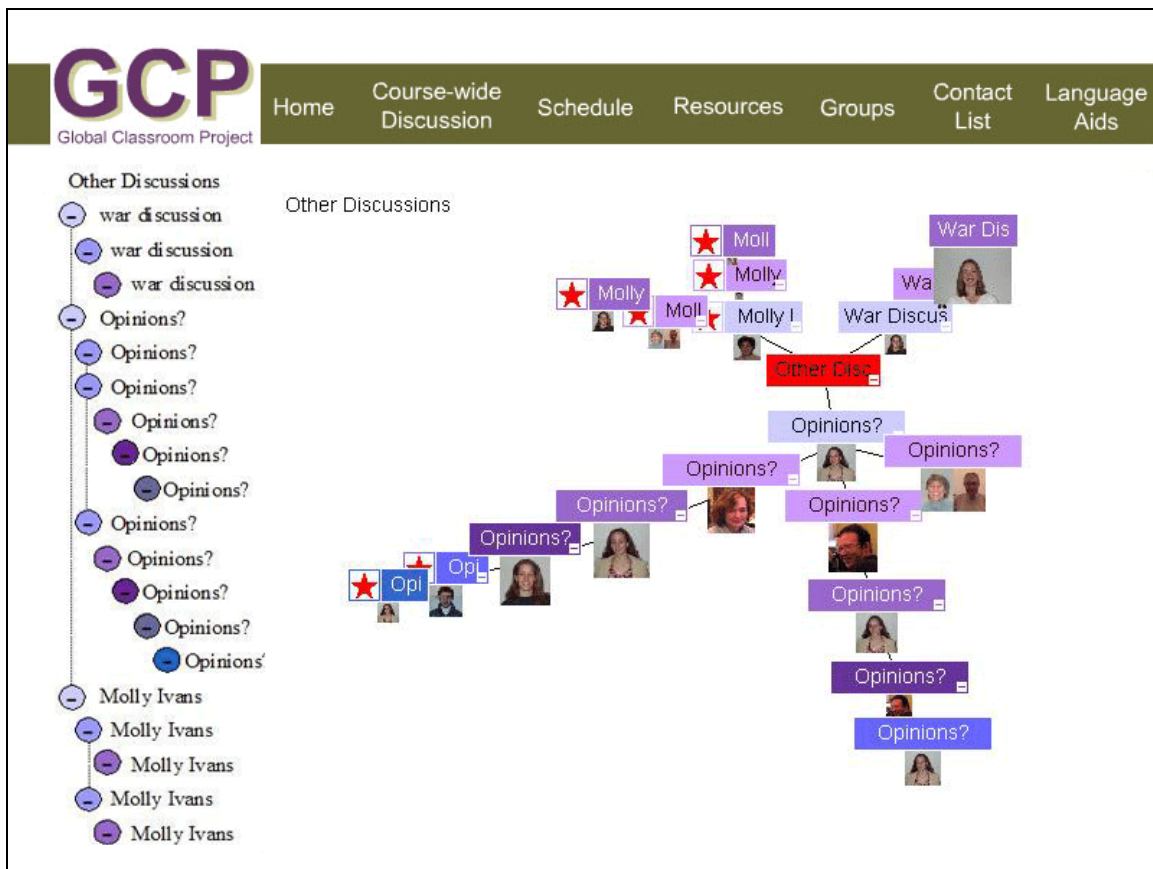 GCP
Global Classroom Project
Home
Course-wide
Discussion
Schedule
Resources
Groups
Contact
List
Language
Aids
Other Discussions
war discussion
war discussion
war discussion
Opinions?
Opinions?
Opinions?
Opinions?
Opinions?
Opinions?
Opinions?
Opinions?
Opinions?
Opinions?
Opinions?
Molly Ivans
Molly Ivans
Molly Ivans
Molly Ivans
Molly Ivans
Other Discussions
Moll
War Dis
Molly
Wa
Molly
Moll
Molly I
War Discus
Other Disc
Opinions?
Opinions?
Opinions?
Opinions?
Opinions?
Opinions?
Opi
Opi
Opinions?
Opinions?
Opinions?